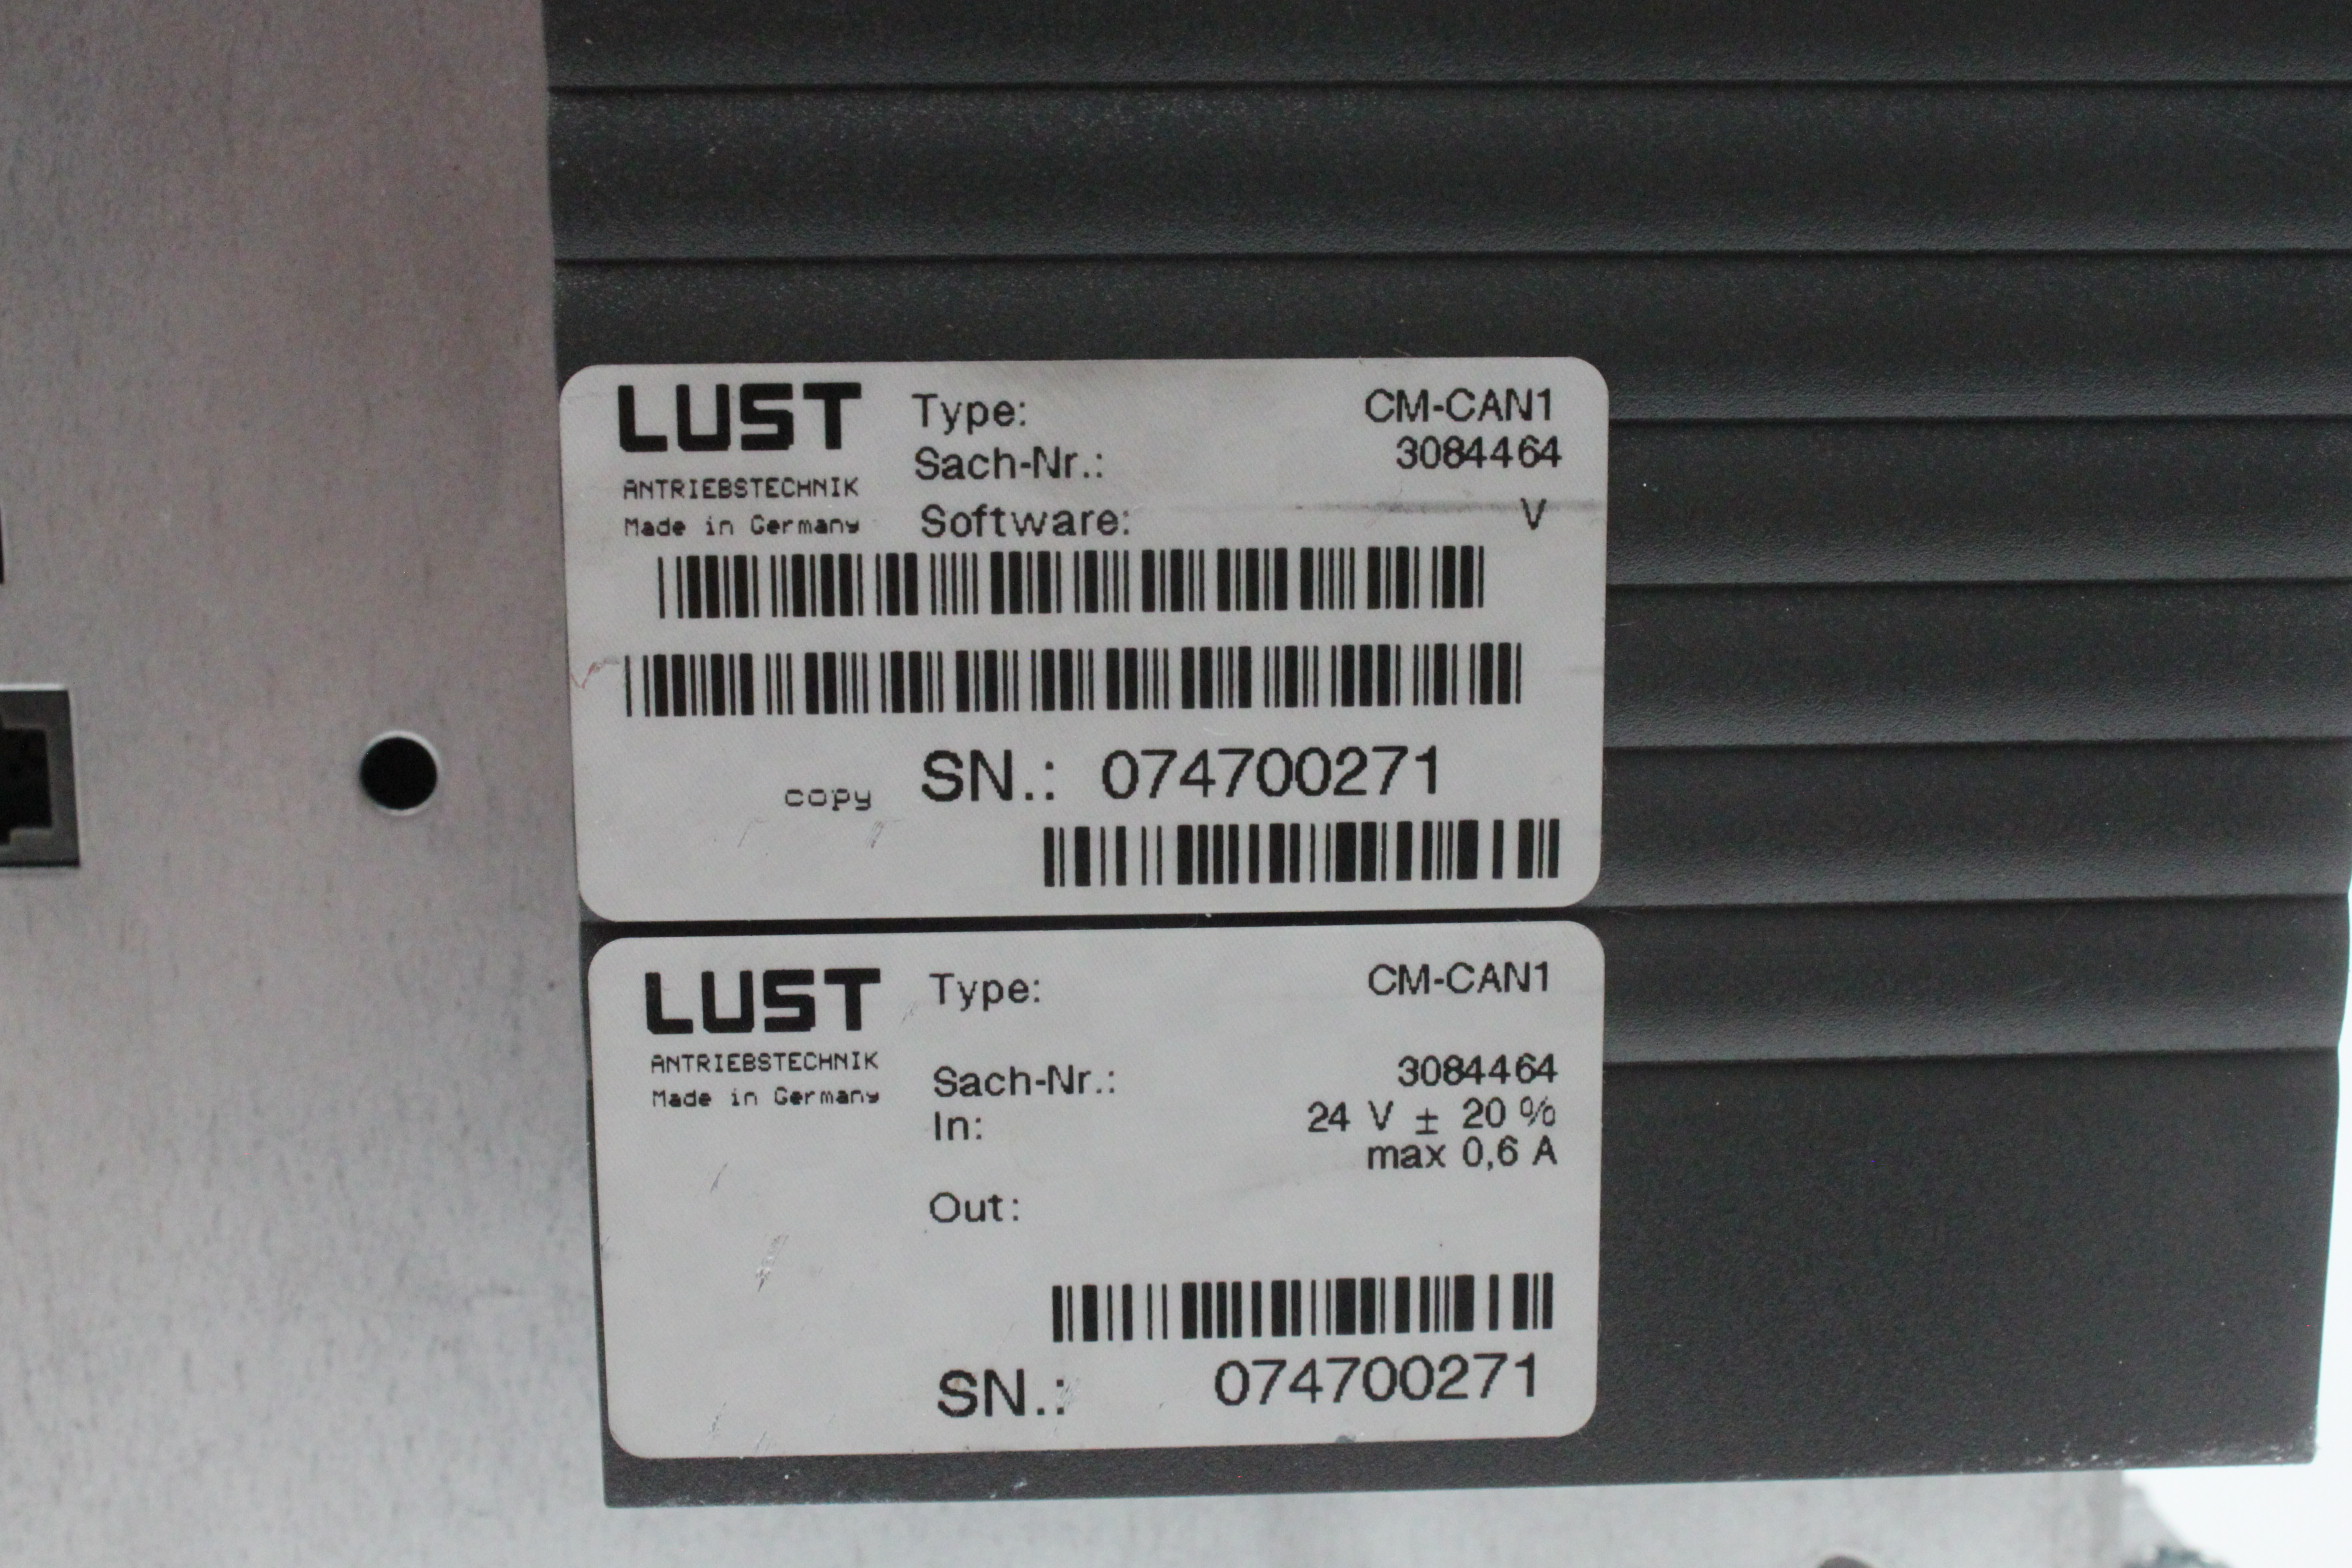 LUST
ANTRIEBSTECHNIK
Made in Germany
Type: CM-CAN1
Sach-Nr.: 3084464
Software: V
copy
SN.: 074700271
LUST
ANTRIEBSTECHNIK
Made in Germany
Type: CM-CAN1
Sach-Nr.: 3084464
In: 24 V ± 20 %
max 0,6 A
Out:
SN.: 074700271